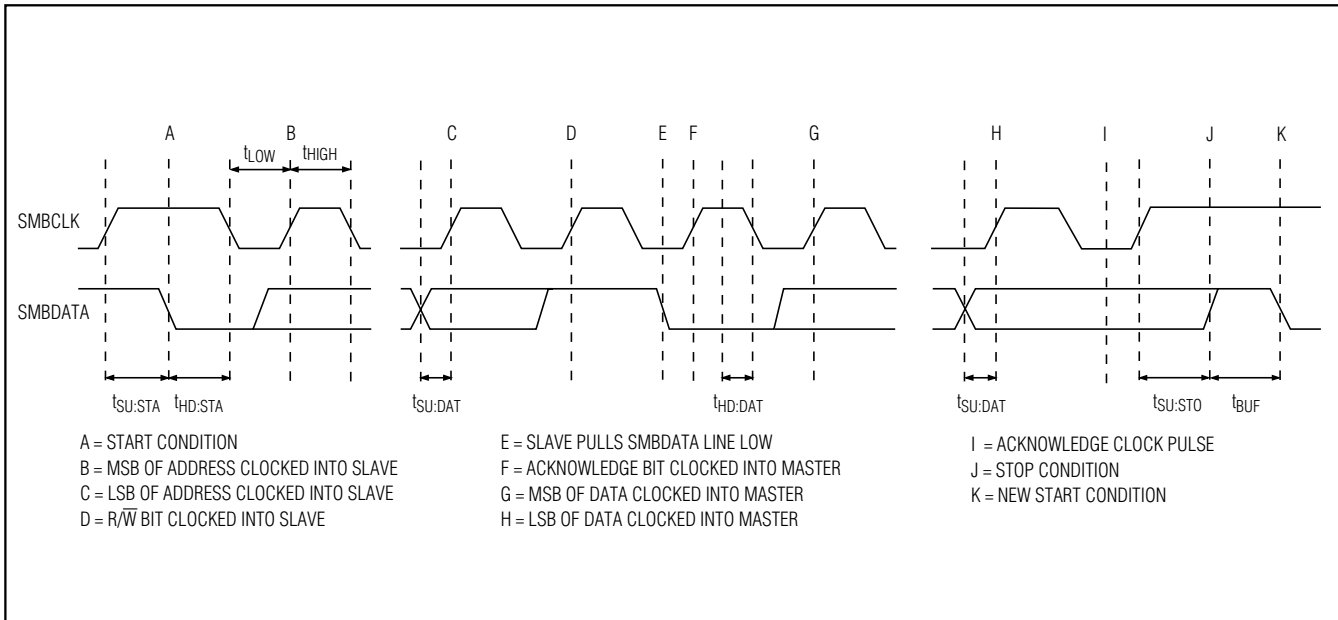 A B C D E F G H I J K
tLOW tHIGH
SMBCLK
SMBDATA
tSU:STA tHD:STA tSU:DAT tHD:DAT tSU:DAT tSU:STO tBUF
A = START CONDITION
B = MSB OF ADDRESS CLOCKED INTO SLAVE
C = LSB OF ADDRESS CLOCKED INTO SLAVE
D = R/W̅ BIT CLOCKED INTO SLAVE
E = SLAVE PULLS SMBDATA LINE LOW
F = ACKNOWLEDGE BIT CLOCKED INTO MASTER
G = MSB OF DATA CLOCKED INTO MASTER
H = LSB OF DATA CLOCKED INTO MASTER
I = ACKNOWLEDGE CLOCK PULSE
J = STOP CONDITION
K = NEW START CONDITION